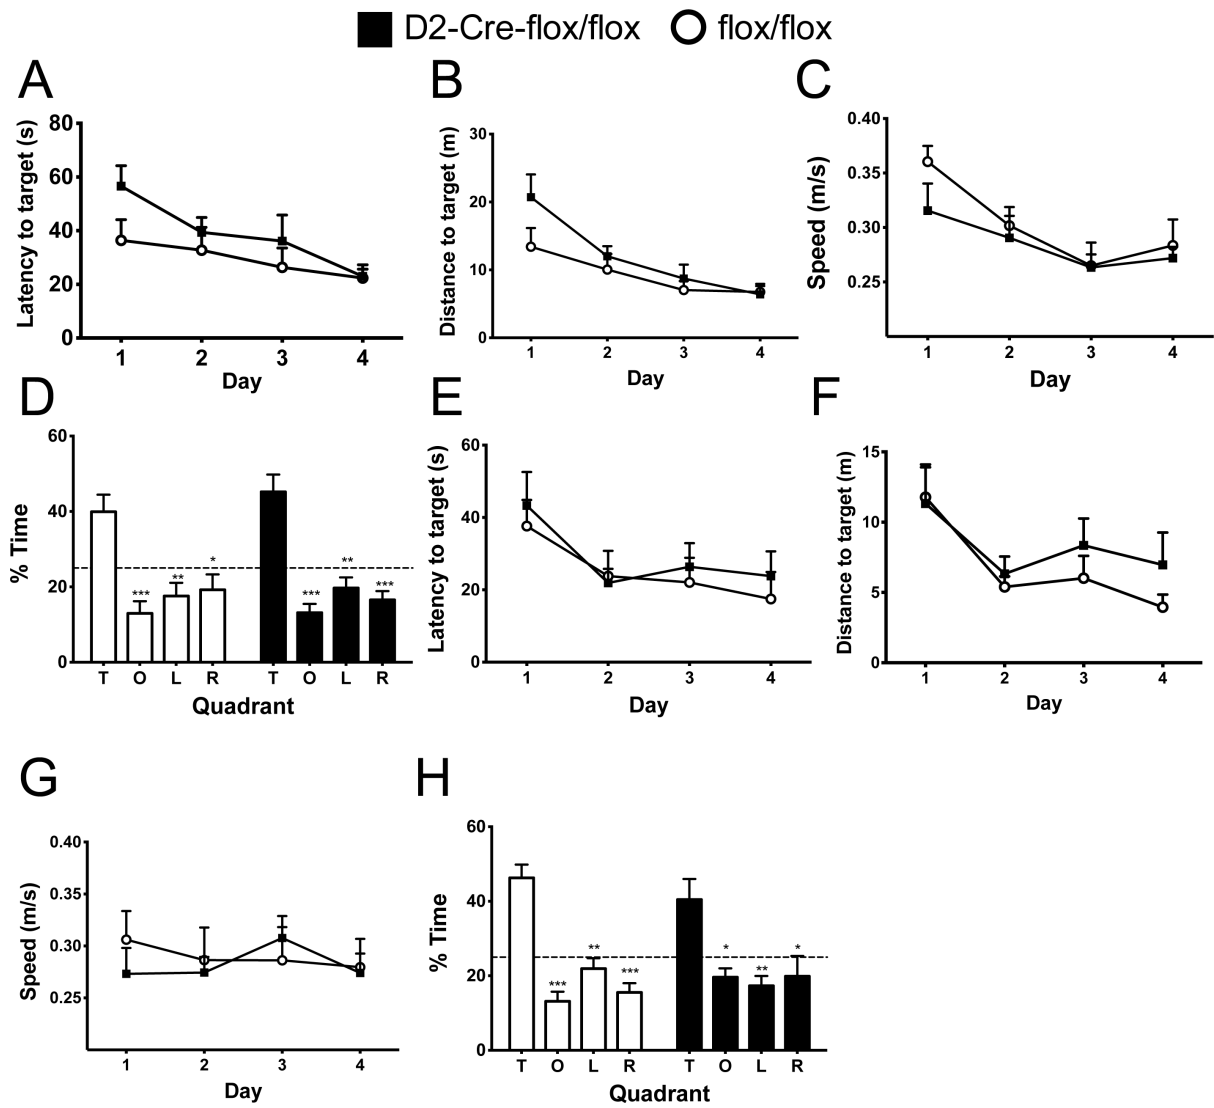 D2-Cre-flox/flox flox/flox
A
Latency to target (s)
80
60
40
20
0
1 2 3 4
Day
B
Distance to target (m)
30
20
10
0
1 2 3 4
Day
C
Speed (m/s)
0.40
0.35
0.30
0.25
1 2 3 4
Day
D
% Time
60
40
20
0
*** ** * *** ** ***
T O L R T O L R
Quadrant
E
Latency to target (s)
60
40
20
0
1 2 3 4
Day
F
Distance to target (m)
15
10
5
0
1 2 3 4
Day
G
Speed (m/s)
0.40
0.35
0.30
0.25
1 2 3 4
Day
H
% Time
60
40
20
0
*** ** *** * ** *
T O L R T O L R
Quadrant